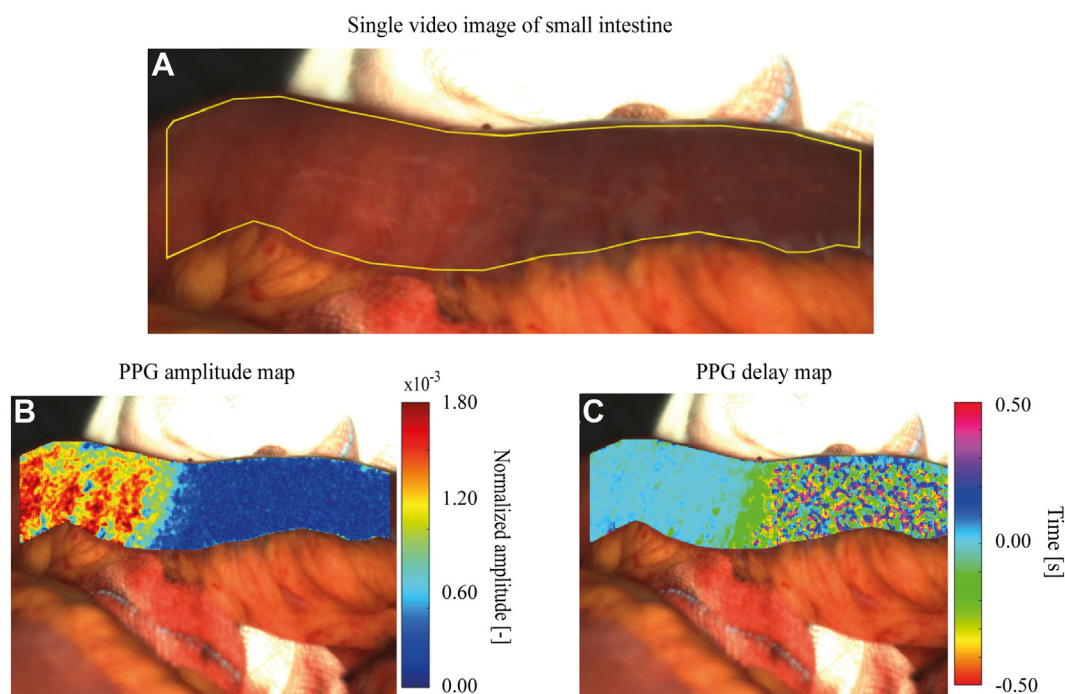 Single video image of small intestine
A
PPG amplitude map
B
x10⁻³
1.80
1.20
0.60
0.00
Normalized amplitude [-]
PPG delay map
C
0.50
0.00
-0.50
Time [s]